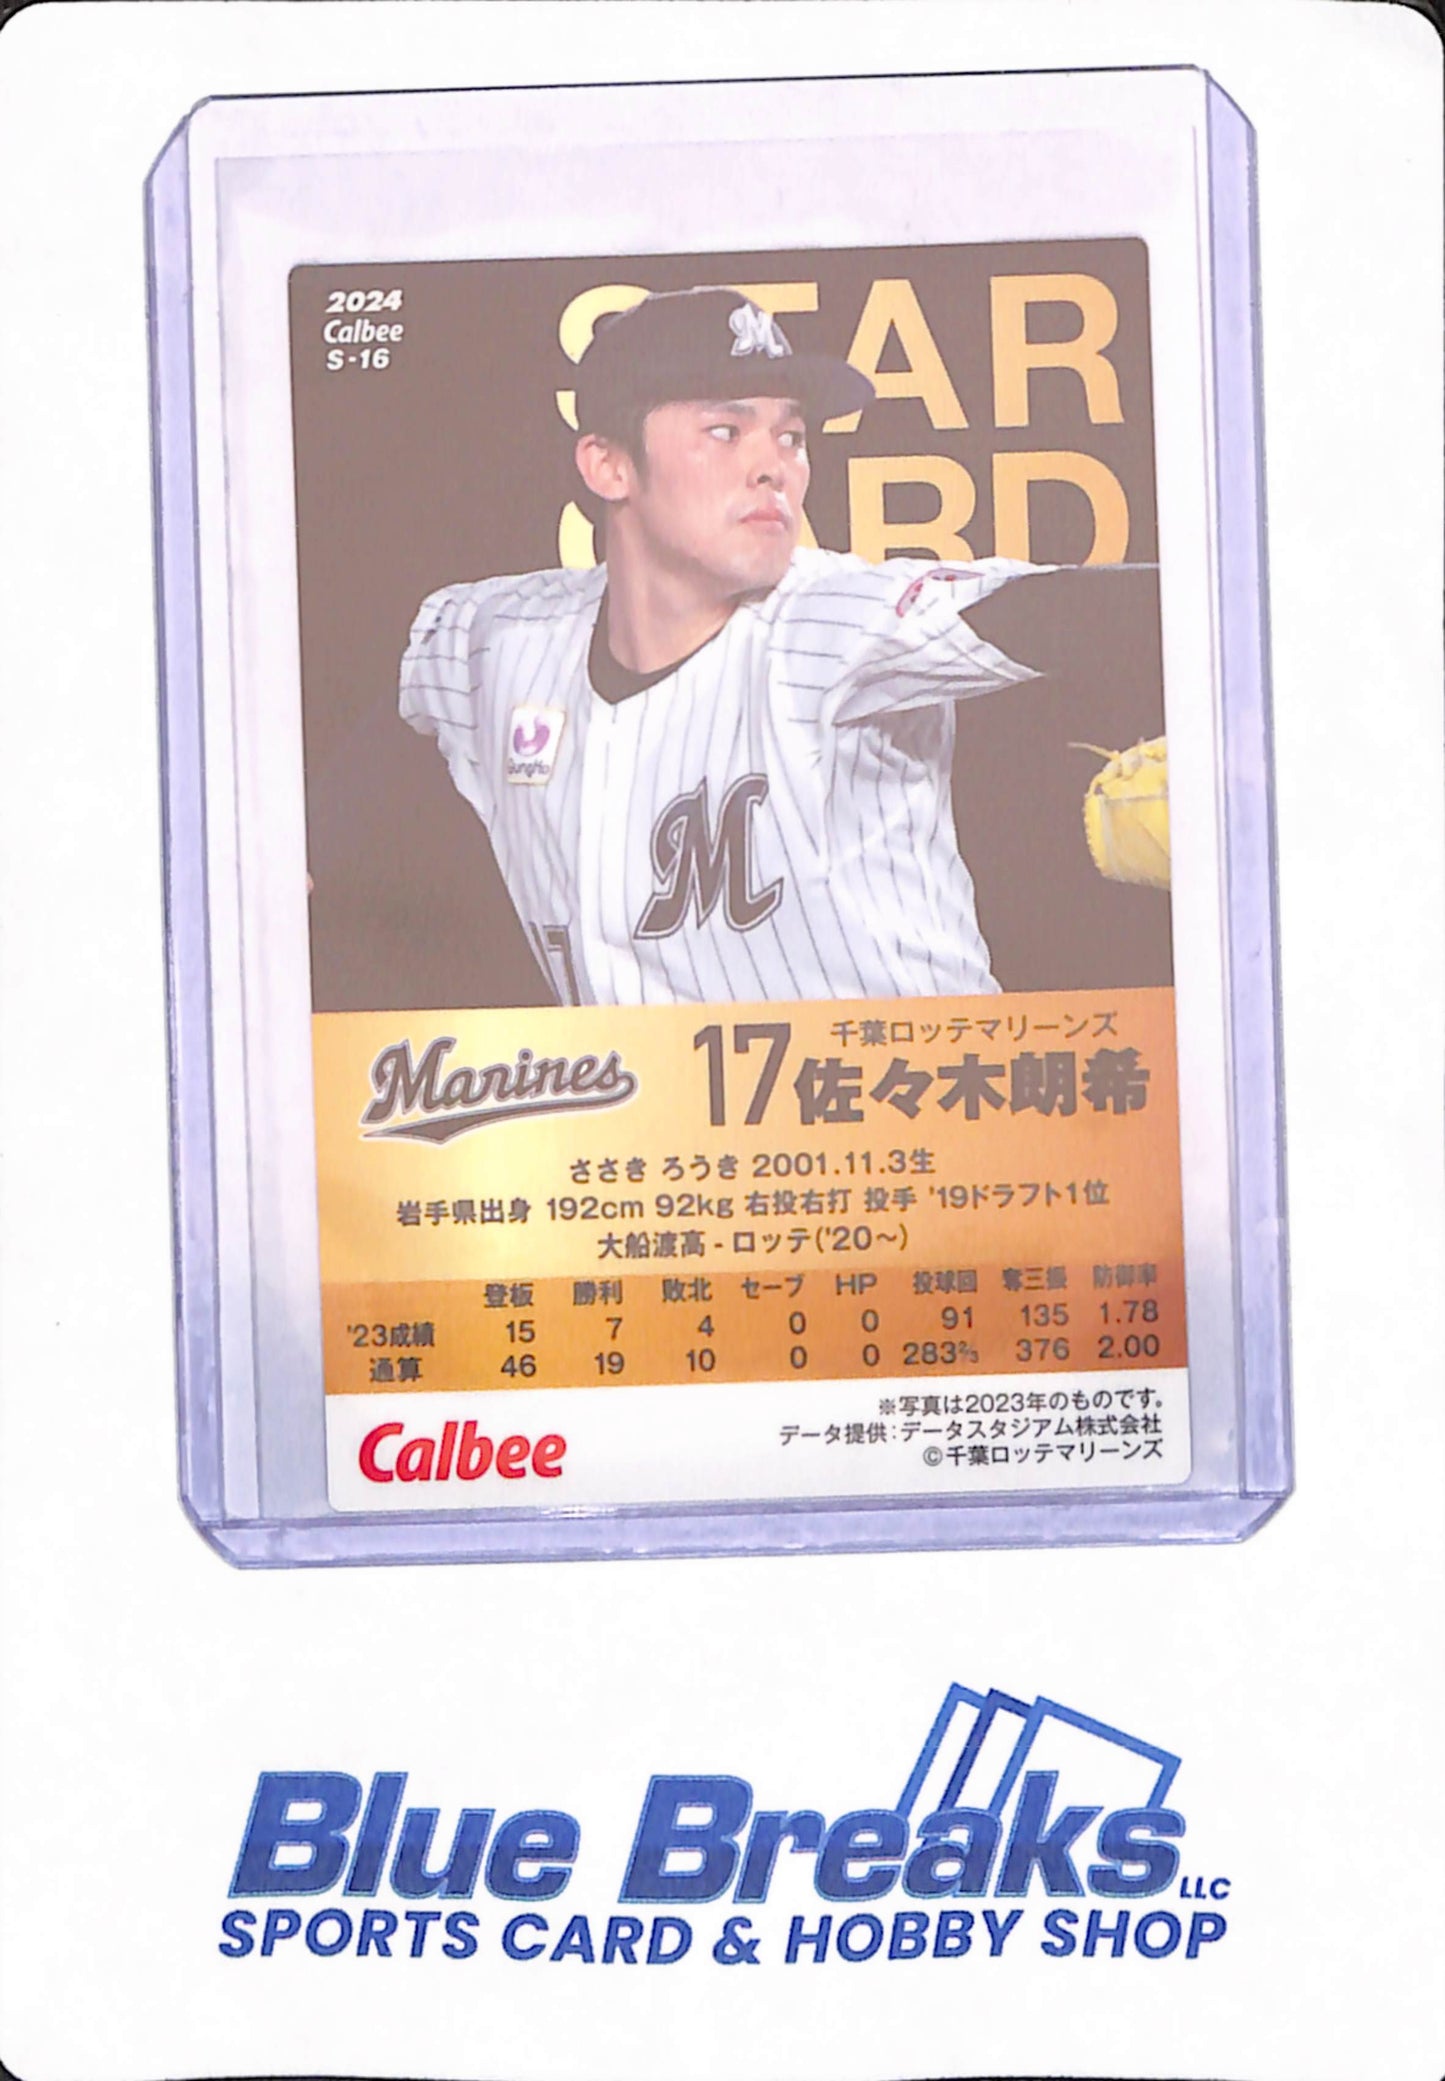 2024
Calbee
S-16
STAR
CARD
M
GungHo
M
17
Marines
17
千葉ロッテマリーンズ
佐々木朗希
ささき ろうき 2001.11.3生
岩手県出身 192cm 92kg 右投右打 投手 '19ドラフト1位
大船渡高 - ロッテ('20～)
登板 勝利 敗北 セーブ HP 投球回 奪三振 防御率
'23成績 15 7 4 0 0 91 135 1.78
通算 46 19 10 0 0 283⅔ 376 2.00
Calbee
※写真は2023年のものです。
データ提供：データスタジアム株式会社
©千葉ロッテマリーンズ
Blue Breaks LLC
SPORTS CARD & HOBBY SHOP